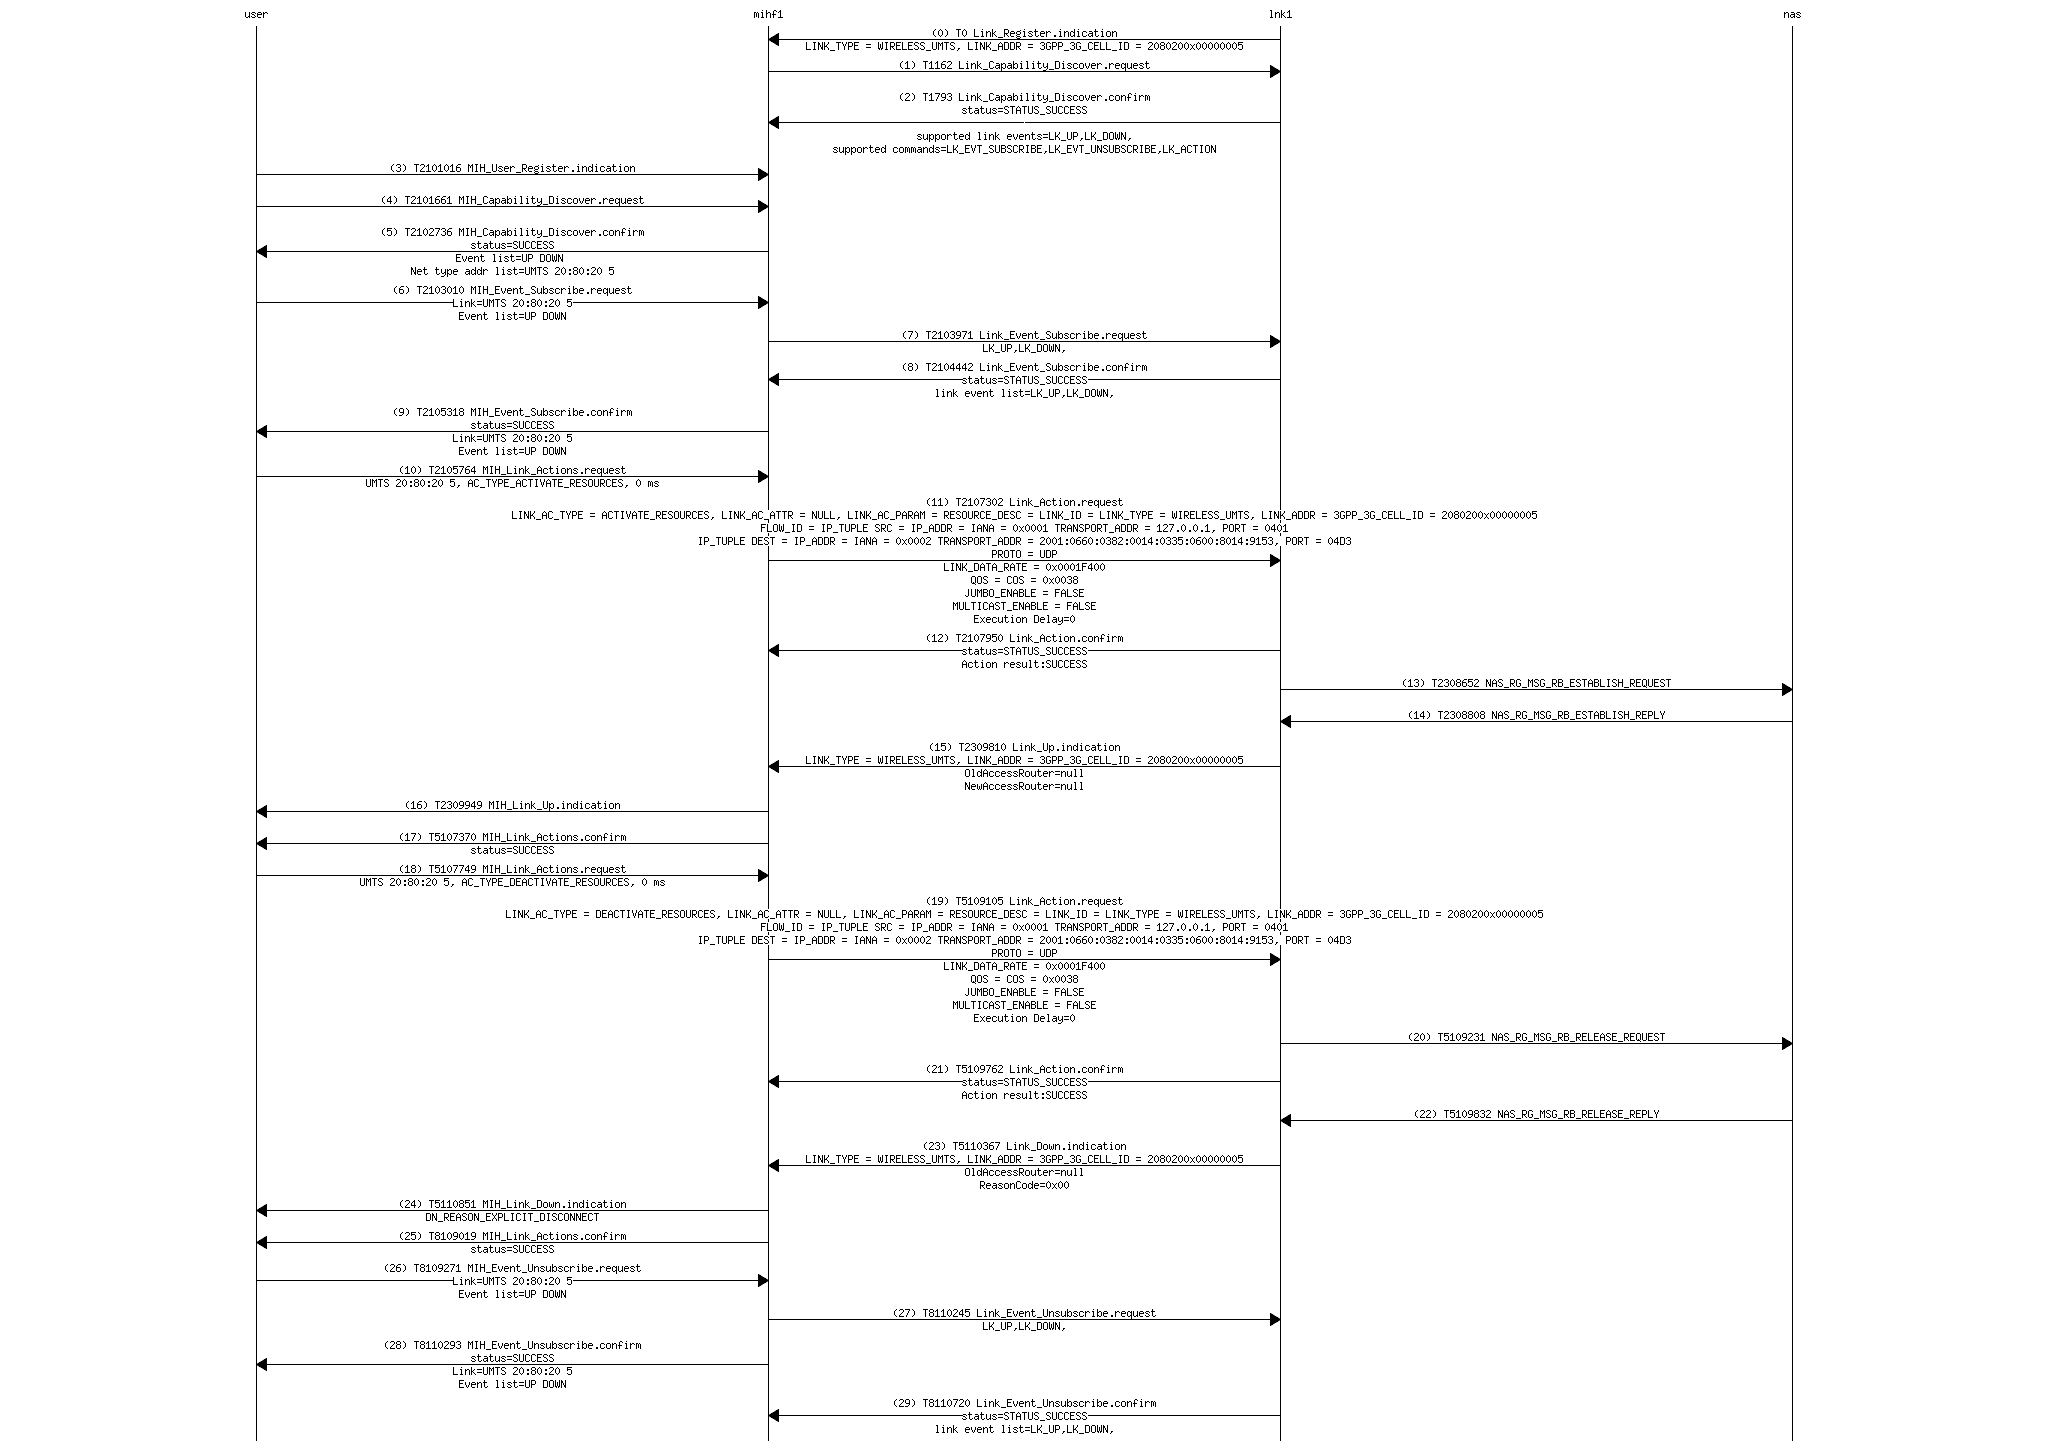 user mihf1 lnk1 nas
(0) T0 Link_Register.indication
LINK_TYPE = WIRELESS_UMTS, LINK_ADDR = 3GPP_3G_CELL_ID = 2080200x00000005
(1) T1162 Link_Capability_Discover.request
(2) T1793 Link_Capability_Discover.confirm
status=STATUS_SUCCESS
supported link events=LK_UP,LK_DOWN,
supported commands=LK_EVT_SUBSCRIBE,LK_EVT_UNSUBSCRIBE,LK_ACTION
(3) T2101016 MIH_User_Register.indication
(4) T2101661 MIH_Capability_Discover.request
(5) T2102736 MIH_Capability_Discover.confirm
status=SUCCESS
Event list=UP DOWN
Net type addr list=UMTS 20:80:20 5
(6) T2103010 MIH_Event_Subscribe.request
Link=UMTS 20:80:20 5
Event list=UP DOWN
(7) T2103971 Link_Event_Subscribe.request
LK_UP,LK_DOWN,
(8) T2104442 Link_Event_Subscribe.confirm
status=STATUS_SUCCESS
link event list=LK_UP,LK_DOWN,
(9) T2105318 MIH_Event_Subscribe.confirm
status=SUCCESS
Link=UMTS 20:80:20 5
Event list=UP DOWN
(10) T2105764 MIH_Link_Actions.request
UMTS 20:80:20 5, AC_TYPE_ACTIVATE_RESOURCES, 0 ms
(11) T2107302 Link_Action.request
LINK_AC_TYPE = ACTIVATE_RESOURCES, LINK_AC_ATTR = NULL, LINK_AC_PARAM = RESOURCE_DESC = LINK_ID = LINK_TYPE = WIRELESS_UMTS, LINK_ADDR = 3GPP_3G_CELL_ID = 2080200x00000005
FLOW_ID = IP_TUPLE SRC = IP_ADDR = IANA = 0x0001 TRANSPORT_ADDR = 127.0.0.1, PORT = 0401
IP_TUPLE DEST = IP_ADDR = IANA = 0x0002 TRANSPORT_ADDR = 2001:0660:0382:0014:0335:0600:8014:9153, PORT = 04D3
PROTO = UDP
LINK_DATA_RATE = 0x0001F400
QOS = COS = 0x0038
JUMBO_ENABLE = FALSE
MULTICAST_ENABLE = FALSE
Execution Delay=0
(12) T2107950 Link_Action.confirm
status=STATUS_SUCCESS
Action result:SUCCESS
(13) T2308652 NAS_RG_MSG_RB_ESTABLISH_REQUEST
(14) T2308808 NAS_RG_MSG_RB_ESTABLISH_REPLY
(15) T2309810 Link_Up.indication
LINK_TYPE = WIRELESS_UMTS, LINK_ADDR = 3GPP_3G_CELL_ID = 2080200x00000005
OldAccessRouter=null
NewAccessRouter=null
(16) T2309949 MIH_Link_Up.indication
(17) T5107370 MIH_Link_Actions.confirm
status=SUCCESS
(18) T5107749 MIH_Link_Actions.request
UMTS 20:80:20 5, AC_TYPE_DEACTIVATE_RESOURCES, 0 ms
(19) T5109105 Link_Action.request
LINK_AC_TYPE = DEACTIVATE_RESOURCES, LINK_AC_ATTR = NULL, LINK_AC_PARAM = RESOURCE_DESC = LINK_ID = LINK_TYPE = WIRELESS_UMTS, LINK_ADDR = 3GPP_3G_CELL_ID = 2080200x00000005
FLOW_ID = IP_TUPLE SRC = IP_ADDR = IANA = 0x0001 TRANSPORT_ADDR = 127.0.0.1, PORT = 0401
IP_TUPLE DEST = IP_ADDR = IANA = 0x0002 TRANSPORT_ADDR = 2001:0660:0382:0014:0335:0600:8014:9153, PORT = 04D3
PROTO = UDP
LINK_DATA_RATE = 0x0001F400
QOS = COS = 0x0038
JUMBO_ENABLE = FALSE
MULTICAST_ENABLE = FALSE
Execution Delay=0
(20) T5109231 NAS_RG_MSG_RB_RELEASE_REQUEST
(21) T5109762 Link_Action.confirm
status=STATUS_SUCCESS
Action result:SUCCESS
(22) T5109832 NAS_RG_MSG_RB_RELEASE_REPLY
(23) T5110367 Link_Down.indication
LINK_TYPE = WIRELESS_UMTS, LINK_ADDR = 3GPP_3G_CELL_ID = 2080200x00000005
OldAccessRouter=null
ReasonCode=0x00
(24) T5110851 MIH_Link_Down.indication
DN_REASON_EXPLICIT_DISCONNECT
(25) T8109019 MIH_Link_Actions.confirm
status=SUCCESS
(26) T8109271 MIH_Event_Unsubscribe.request
Link=UMTS 20:80:20 5
Event list=UP DOWN
(27) T8110245 Link_Event_Unsubscribe.request
LK_UP,LK_DOWN,
(28) T8110293 MIH_Event_Unsubscribe.confirm
status=SUCCESS
Link=UMTS 20:80:20 5
Event list=UP DOWN
(29) T8110720 Link_Event_Unsubscribe.confirm
status=STATUS_SUCCESS
link event list=LK_UP,LK_DOWN,